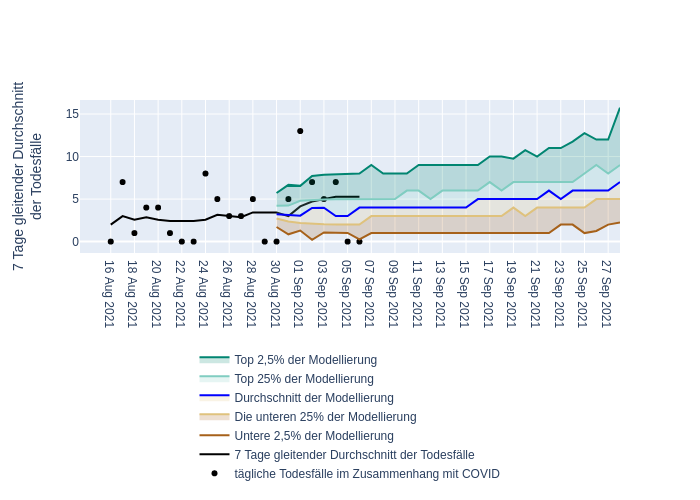 7 Tage gleitender Durchschnitt
der Todesfälle
15
10
5
0
16 Aug 2021
18 Aug 2021
20 Aug 2021
22 Aug 2021
24 Aug 2021
26 Aug 2021
28 Aug 2021
30 Aug 2021
01 Sep 2021
03 Sep 2021
05 Sep 2021
07 Sep 2021
09 Sep 2021
11 Sep 2021
13 Sep 2021
15 Sep 2021
17 Sep 2021
19 Sep 2021
21 Sep 2021
23 Sep 2021
25 Sep 2021
27 Sep 2021
Top 2,5% der Modellierung
Top 25% der Modellierung
Durchschnitt der Modellierung
Die unteren 25% der Modellierung
Untere 2,5% der Modellierung
7 Tage gleitender Durchschnitt der Todesfälle
tägliche Todesfälle im Zusammenhang mit COVID